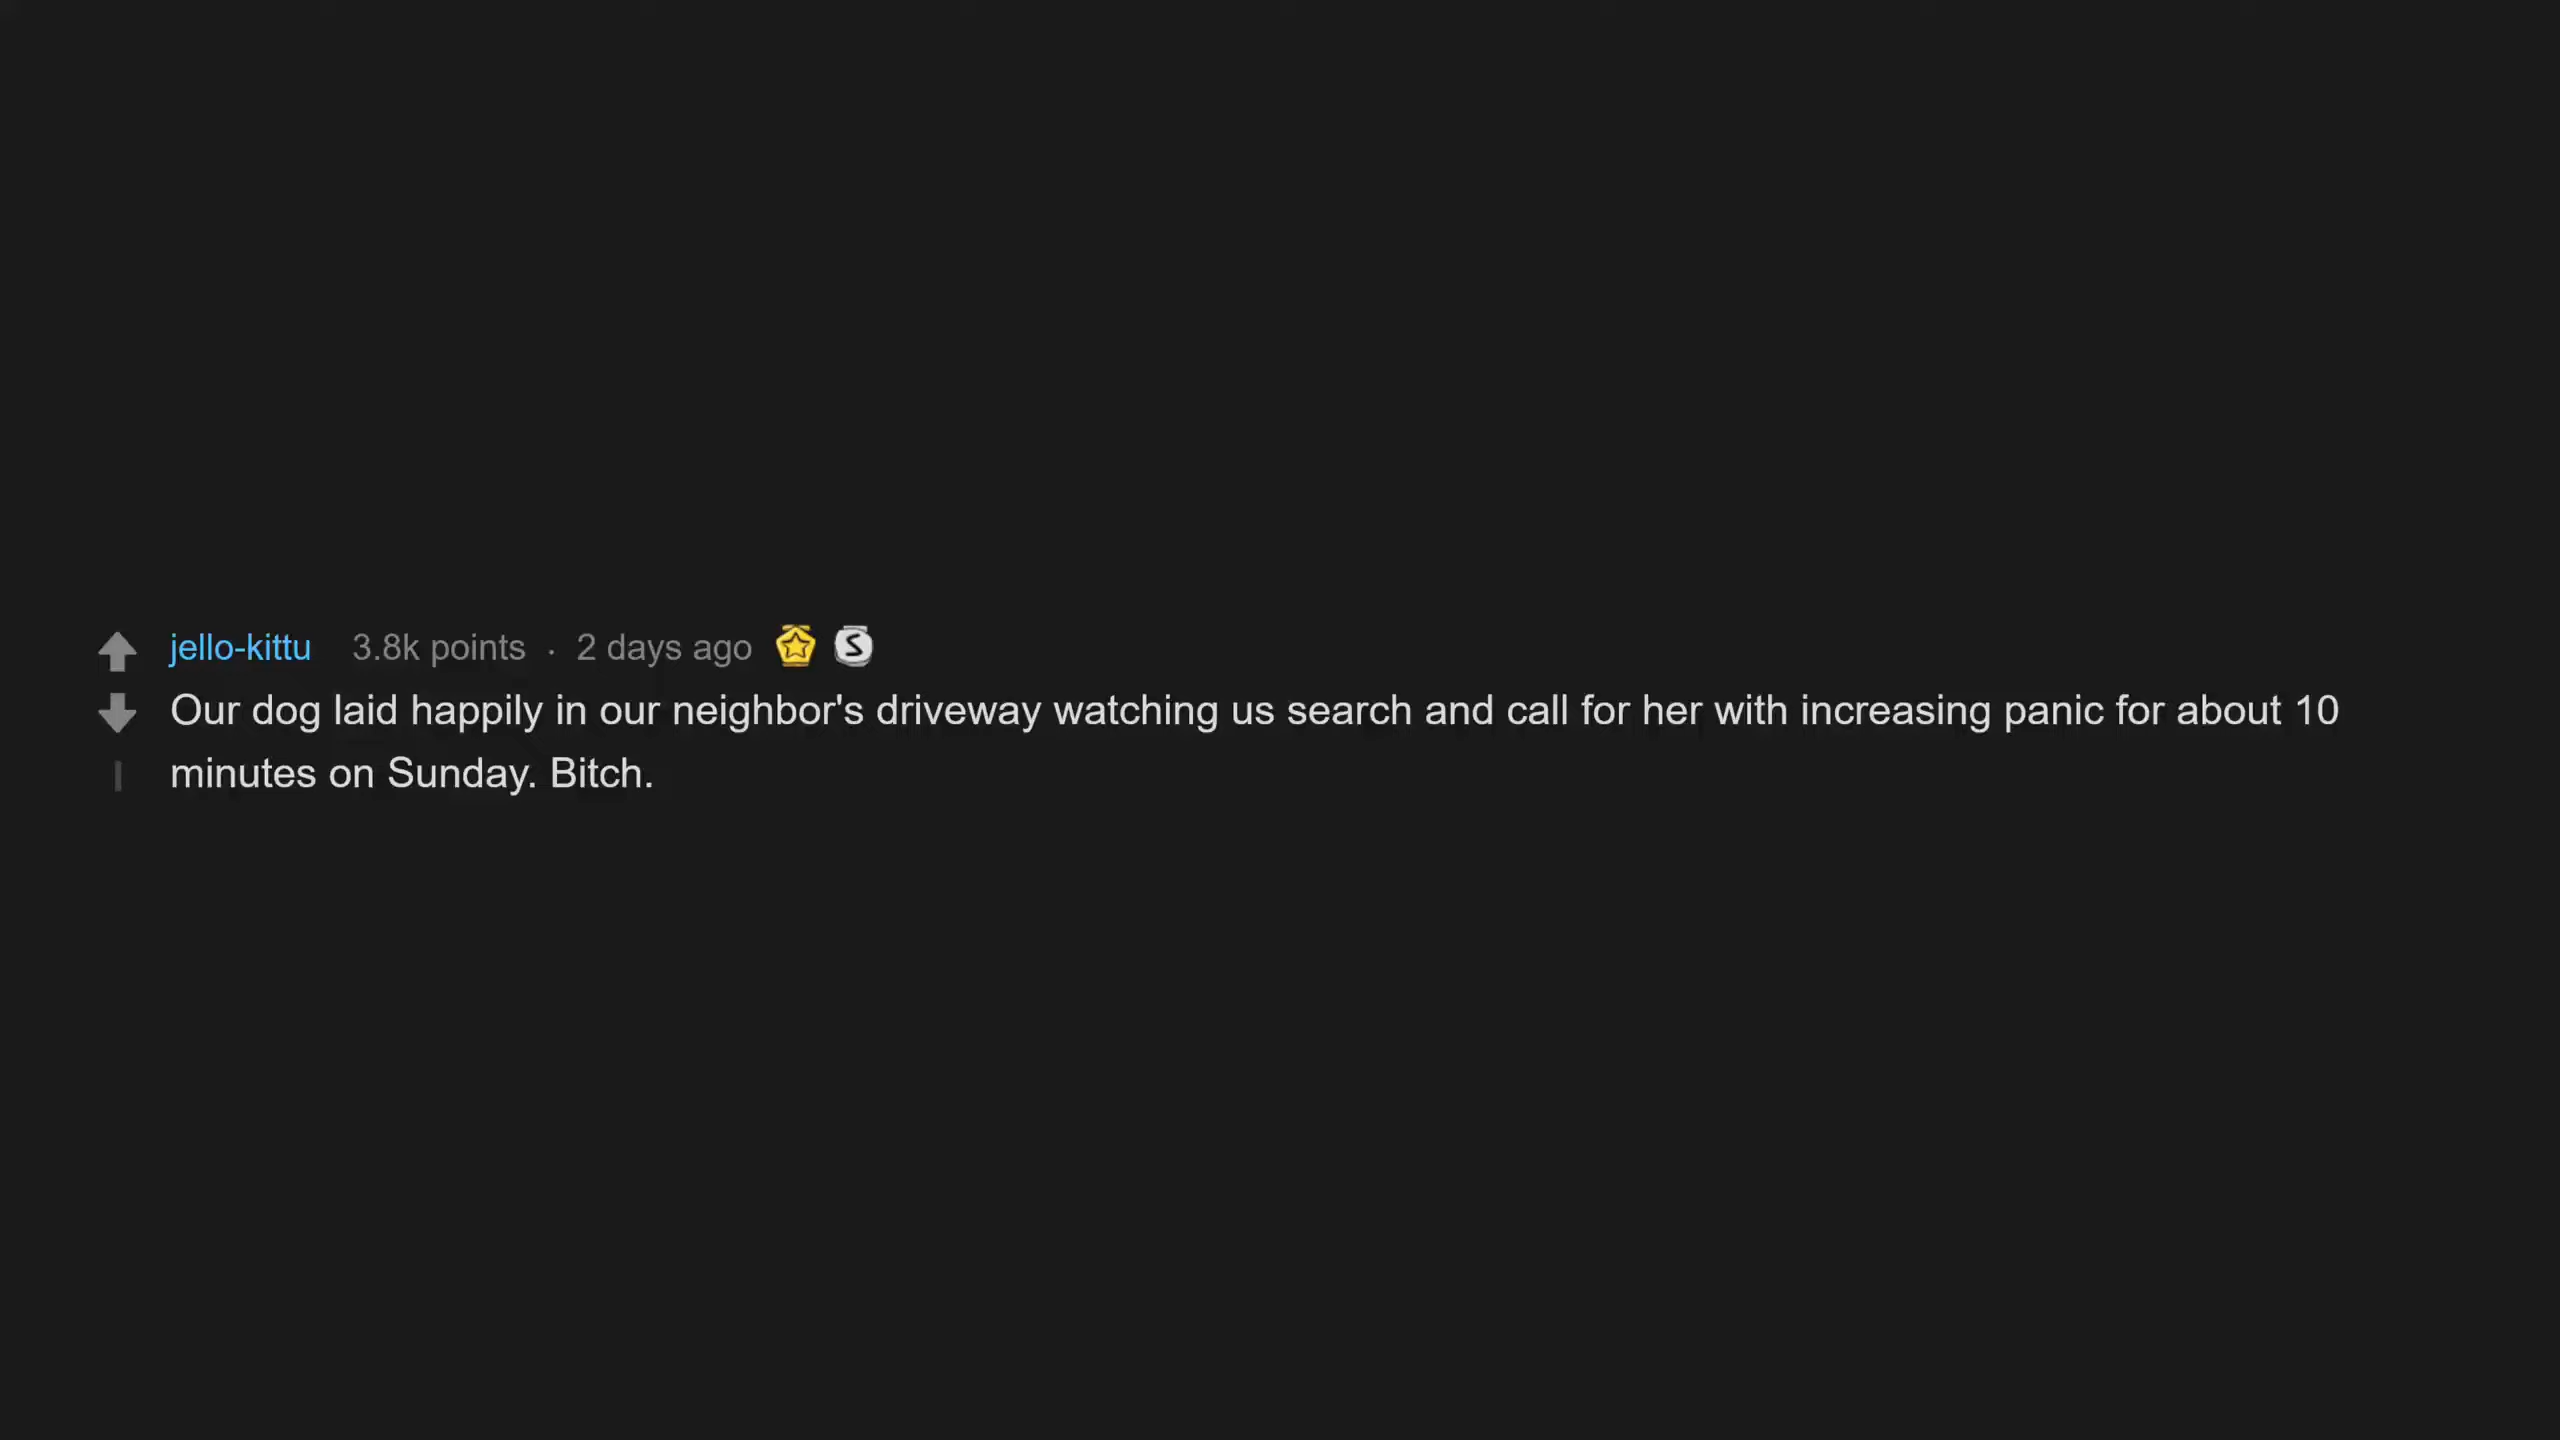 jello-kittu 3.8k points · 2 days ago S
Our dog laid happily in our neighbor's driveway watching us search and call for her with increasing panic for about 10
minutes on Sunday. Bitch.